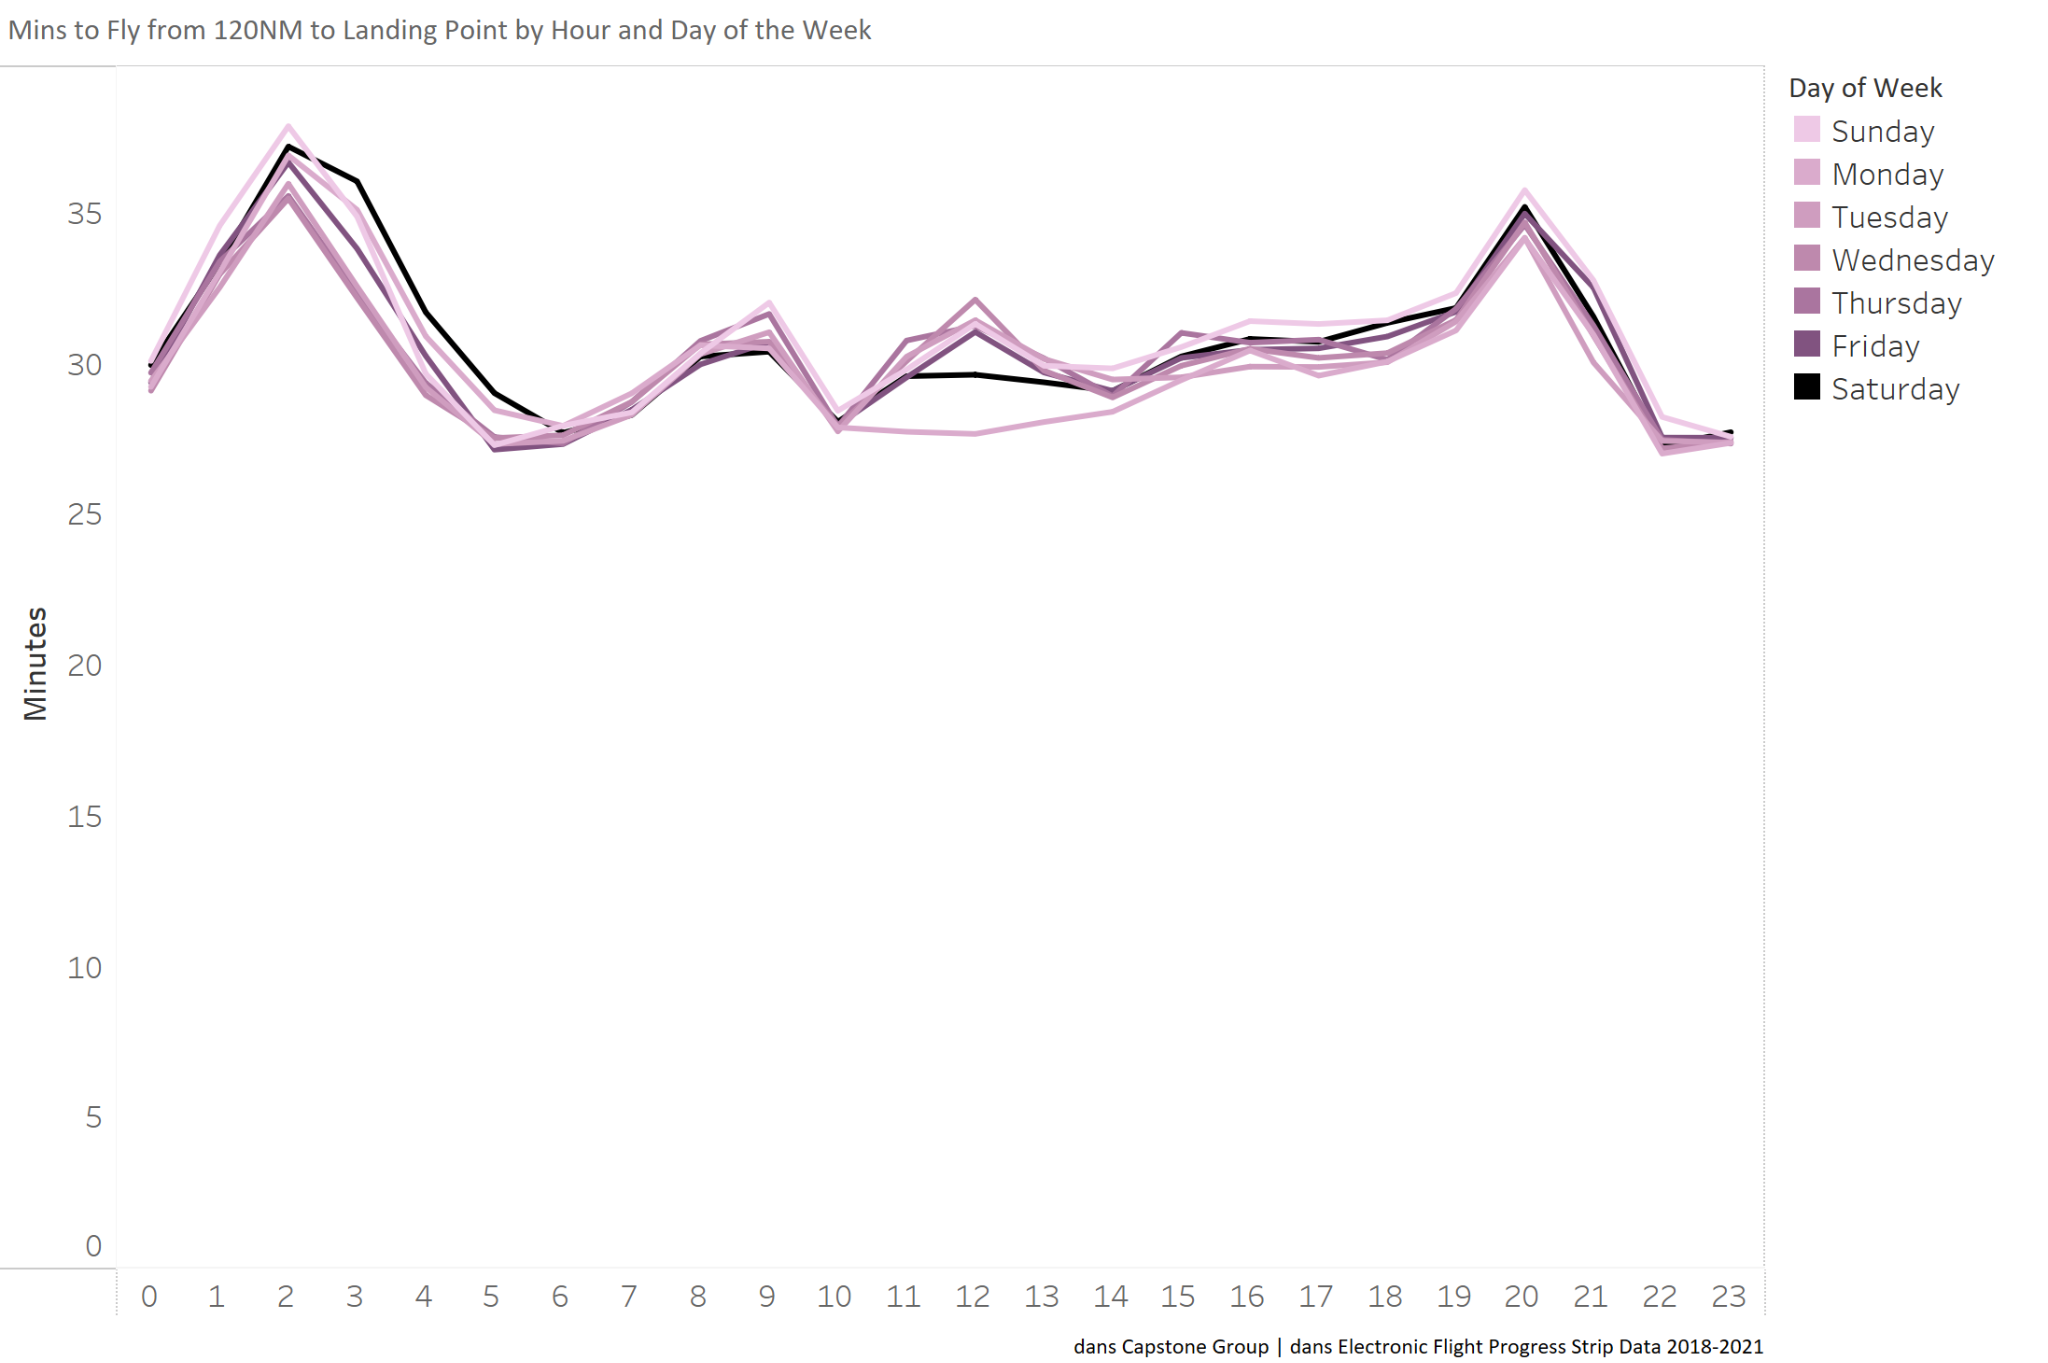 Mins to Fly from 120NM to Landing Point by Hour and Day of the Week
Day of Week
Sunday
Monday
Tuesday
Wednesday
Thursday
Friday
Saturday
35
30
25
20
15
10
5
0
Minutes
0 1 2 3 4 5 6 7 8 9 10 11 12 13 14 15 16 17 18 19 20 21 22 23
dans Capstone Group | dans Electronic Flight Progress Strip Data 2018-2021